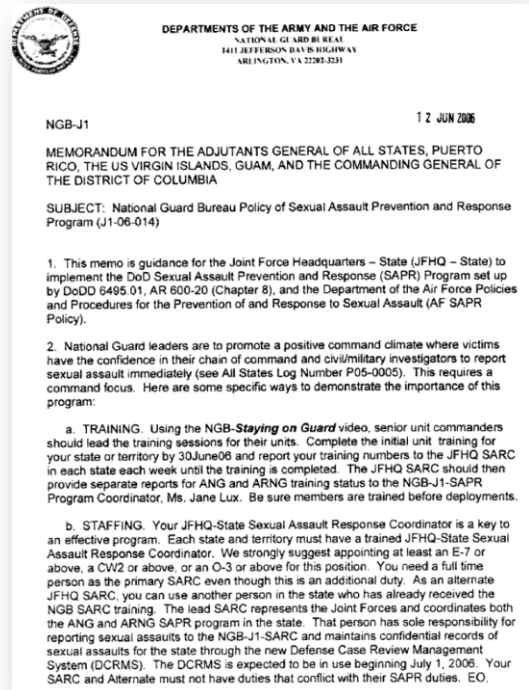 DEPARTMENTS OF THE ARMY AND THE AIR FORCE
NATIONAL GUARD BUREAU
1411 JEFFERSON DAVIS HIGHWAY
ARLINGTON, VA 22202-3231
NGB-J1
1 2 JUN 2006
MEMORANDUM FOR THE ADJUTANTS GENERAL OF ALL STATES, PUERTO
RICO, THE US VIRGIN ISLANDS, GUAM, AND THE COMMANDING GENERAL OF
THE DISTRICT OF COLUMBIA
SUBJECT: National Guard Bureau Policy of Sexual Assault Prevention and Response
Program (J1-06-014)
1. This memo is guidance for the Joint Force Headquarters – State (JFHQ – State) to
implement the DoD Sexual Assault Prevention and Response (SAPR) Program set up
by DoDD 6495.01, AR 600-20 (Chapter 8), and the Department of the Air Force Policies
and Procedures for the Prevention of and Response to Sexual Assault (AF SAPR
Policy).
2. National Guard leaders are to promote a positive command climate where victims
have the confidence in their chain of command and civil/military investigators to report
sexual assault immediately (see All States Log Number P05-0005). This requires a
command focus. Here are some specific ways to demonstrate the importance of this
program:
a. TRAINING. Using the NGB-Staying on Guard video, senior unit commanders
should lead the training sessions for their units. Complete the initial unit training for
your state or territory by 30June06 and report your training numbers to the JFHQ SARC
in each state each week until the training is completed. The JFHQ SARC should then
provide separate reports for ANG and ARNG training status to the NGB-J1-SAPR
Program Coordinator, Ms. Jane Lux. Be sure members are trained before deployments.
b. STAFFING. Your JFHQ-State Sexual Assault Response Coordinator is a key to
an effective program. Each state and territory must have a trained JFHQ-State Sexual
Assault Response Coordinator. We strongly suggest appointing at least an E-7 or
above, a CW2 or above, or an O-3 or above for this position. You need a full time
person as the primary SARC even though this is an additional duty. As an alternate
JFHQ SARC, you can use another person in the state who has already received the
NGB SARC training. The lead SARC represents the Joint Forces and coordinates both
the ANG and ARNG SAPR program in the state. That person has sole responsibility for
reporting sexual assaults to the NGB-J1-SARC and maintains confidential records of
sexual assaults for the state through the new Defense Case Review Management
System (DCRMS). The DCRMS is expected to be in use beginning July 1, 2006. Your
SARC and Alternate must not have duties that conflict with their SAPR duties. EO,